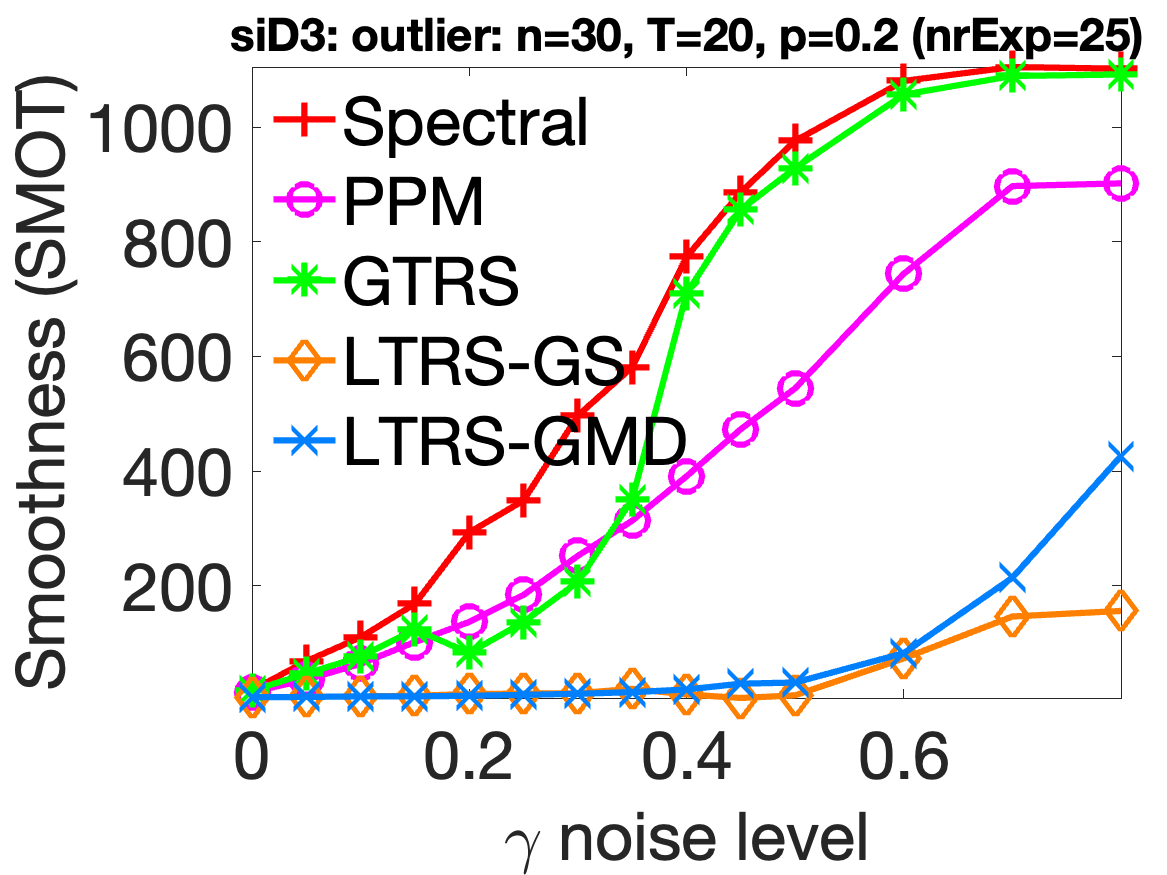 siD3: outlier: n=30, T=20, p=0.2 (nrExp=25)
Smoothness (SMOT)
1000
800
600
400
200
Spectral
PPM
GTRS
LTRS-GS
LTRS-GMD
0 0.2 0.4 0.6
γ noise level